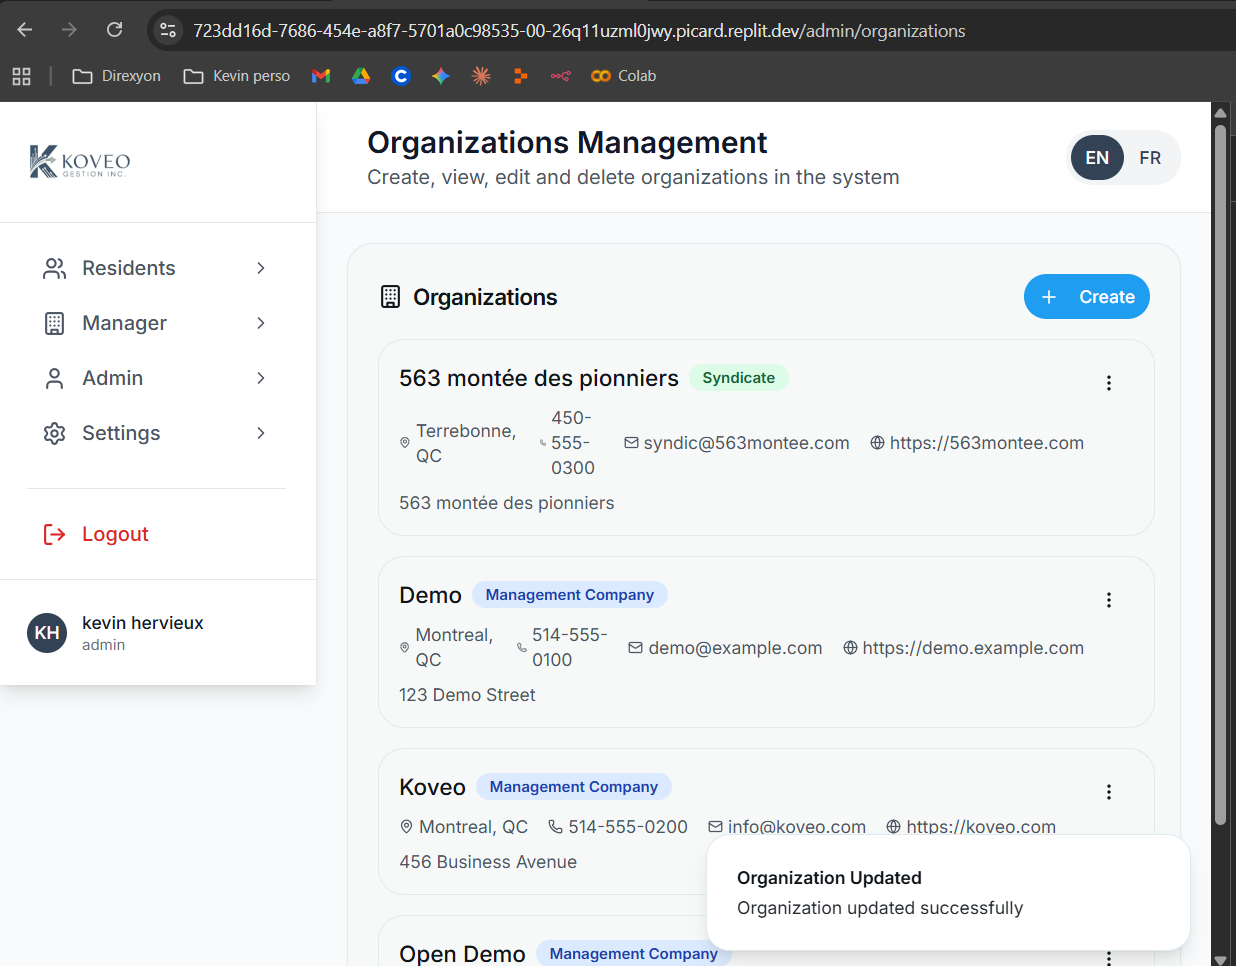 723dd16d-7686-454e-a8f7-5701a0c98535-00-26q11uzml0jwy.picard.replit.dev/admin/organizations
Direxyon
Kevin perso
Colab
KOVEO
GESTION INC.
Organizations Management
Create, view, edit and delete organizations in the system
EN
FR
Residents
Manager
Admin
Settings
Logout
KH
kevin hervieux
admin
Organizations
+ Create
563 montée des pionniers
Syndicate
Terrebonne,
QC
450-
555-
0300
syndic@563montee.com
https://563montee.com
563 montée des pionniers
Demo
Management Company
Montreal,
QC
514-555-
0100
demo@example.com
https://demo.example.com
123 Demo Street
Koveo
Management Company
Montreal, QC
514-555-0200
info@koveo.com
https://koveo.com
456 Business Avenue
Open Demo
Management Company
Organization Updated
Organization updated successfully